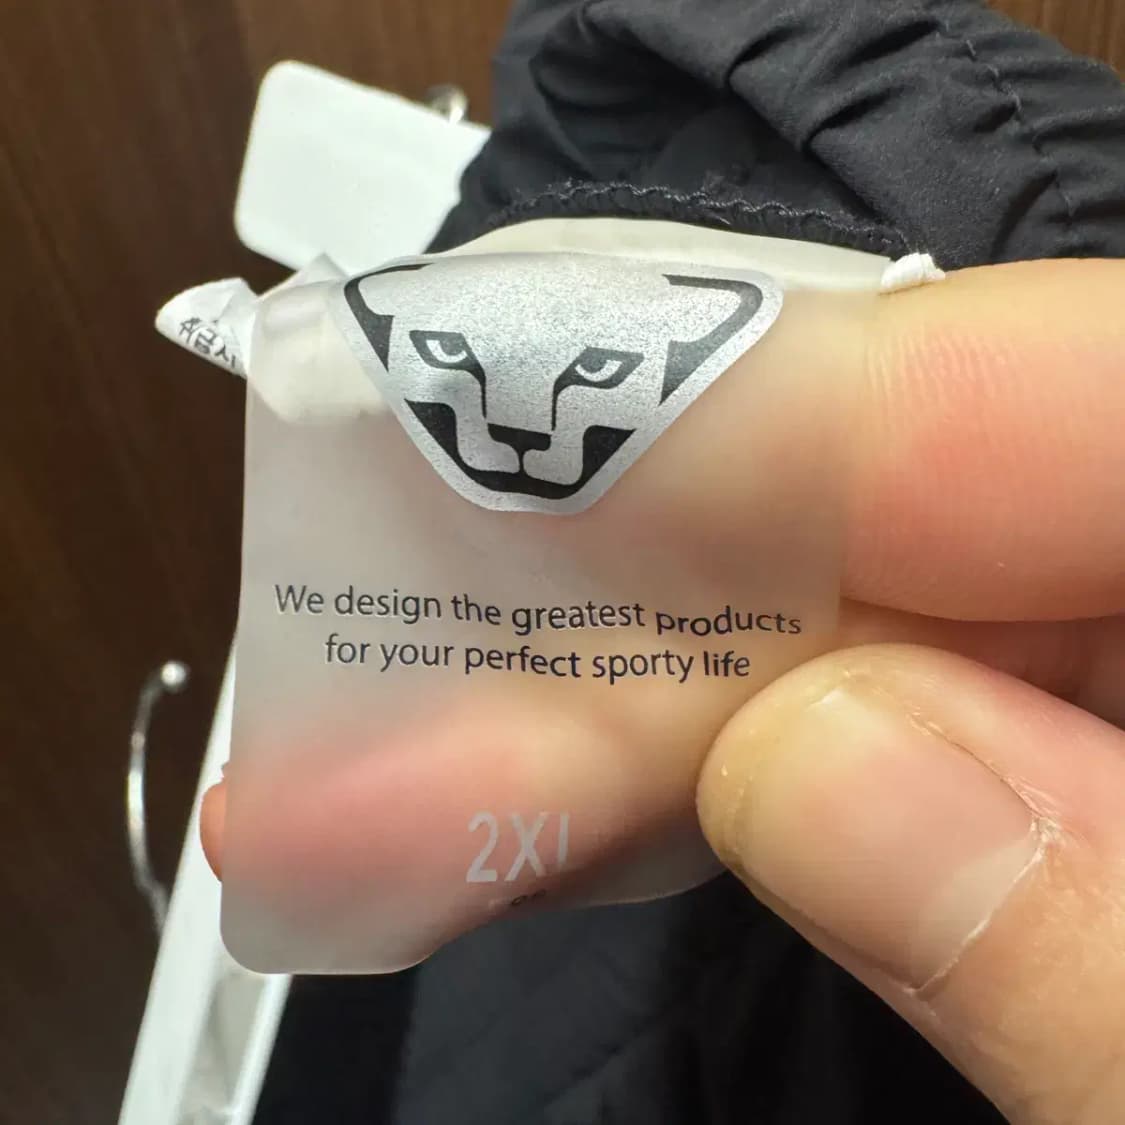 We design the greatest products
for your perfect sporty life
2XL